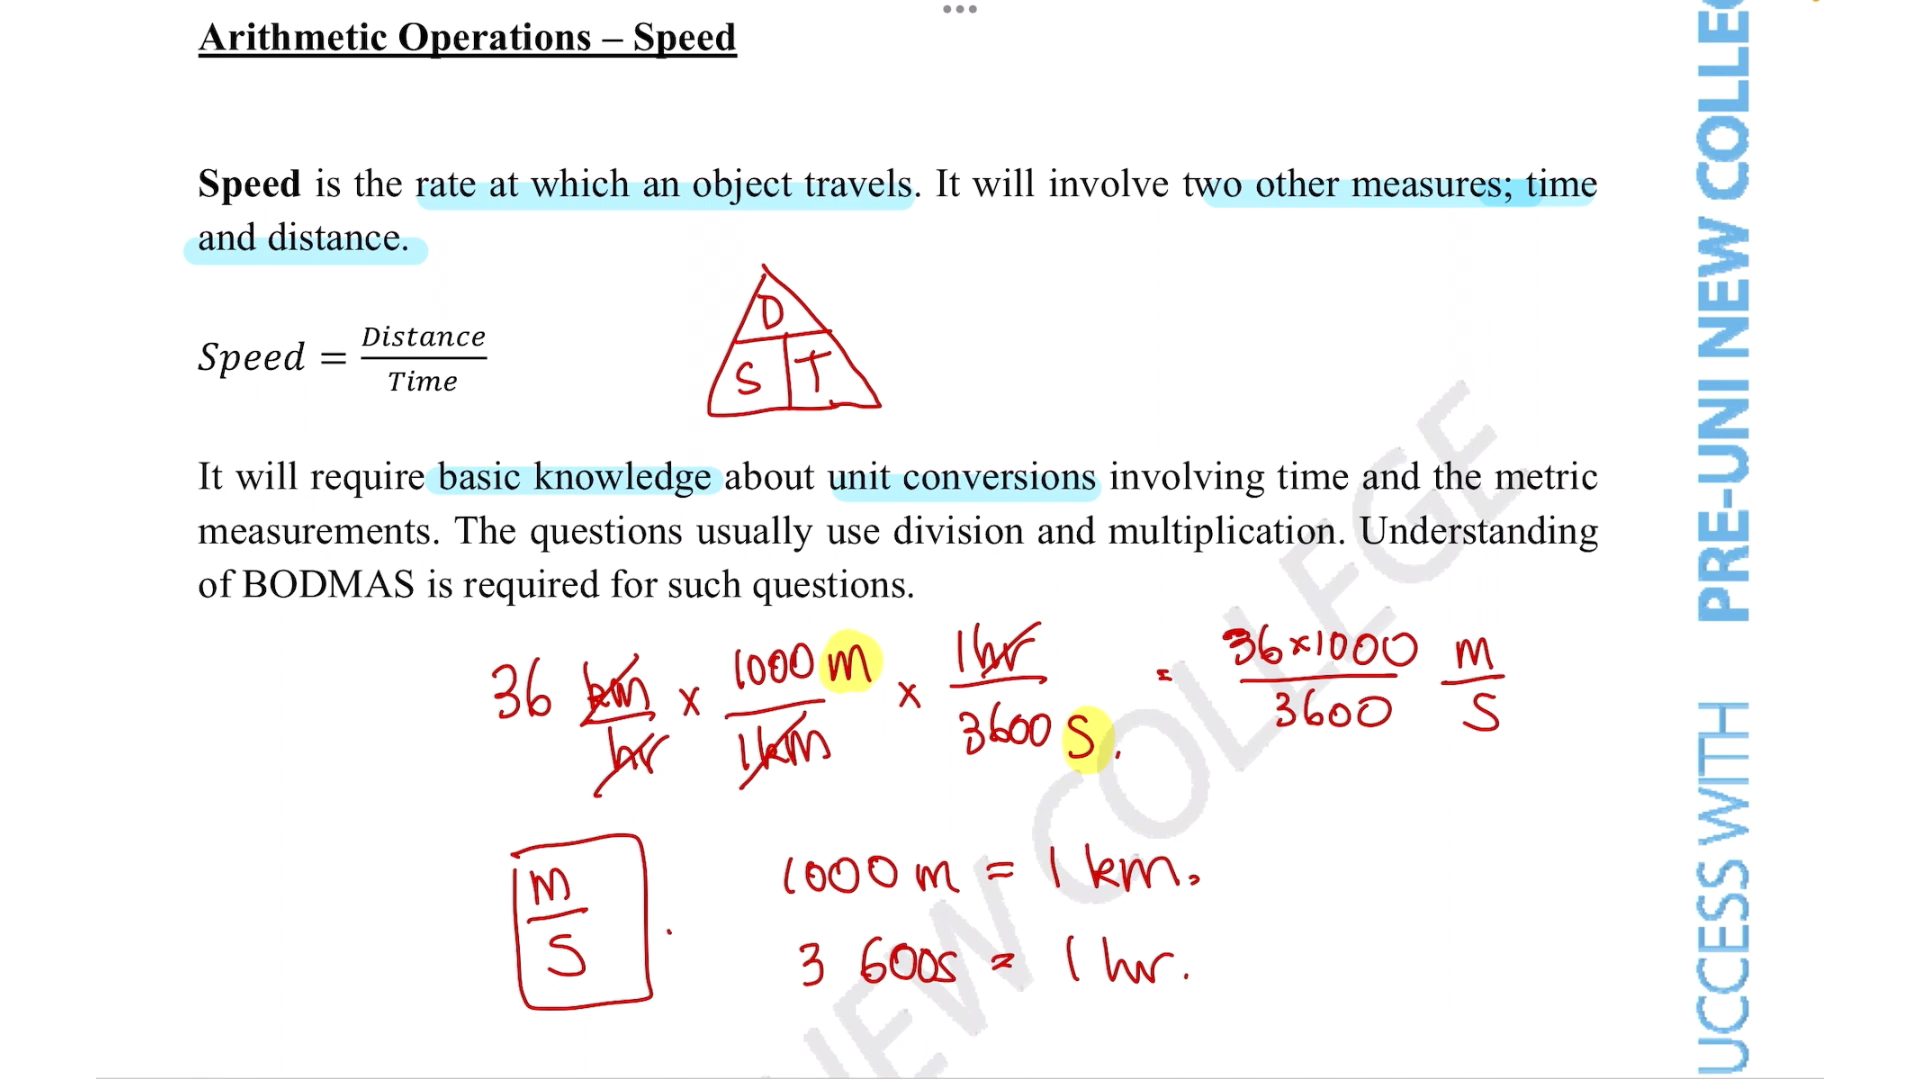 Arithmetic Operations – Speed
Speed is the rate at which an object travels. It will involve two other measures; time
and distance.
D
S T
Speed = Distance / Time
It will require basic knowledge about unit conversions involving time and the metric
measurements. The questions usually use division and multiplication. Understanding
of BODMAS is required for such questions.
36 km/hr × 1000 m/1 km × 1 hr/3600 s. = 36×1000/3600 m/s
m/s.
1000 m = 1 km.
3 600s = 1 hr.
UCCESS WITH PRE-UNI NEW COLLEG
NEW COLLEGE